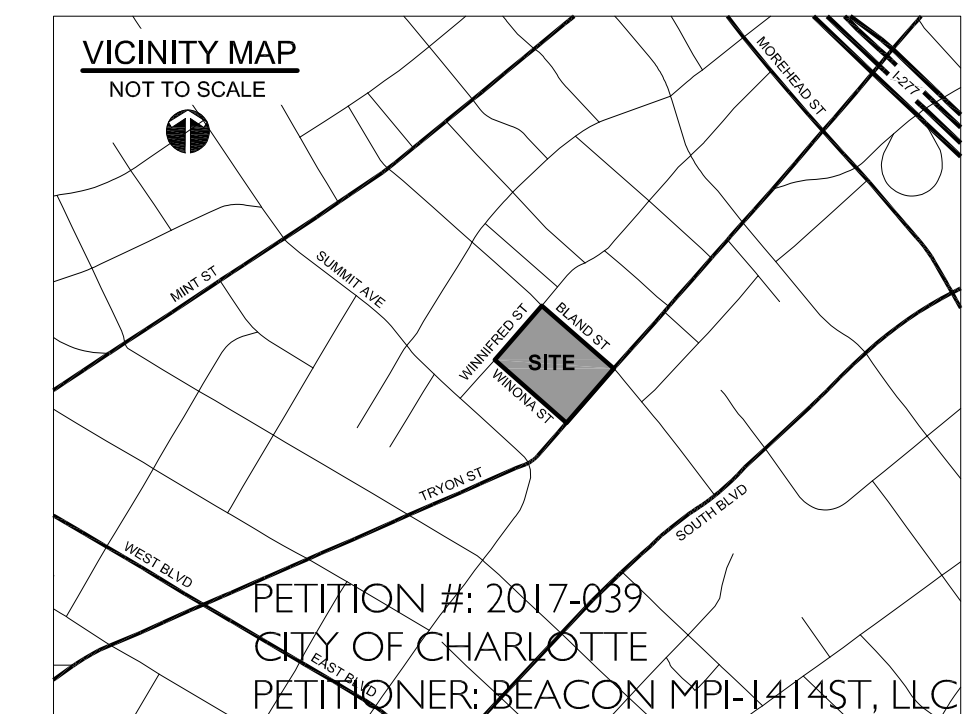 VICINITY MAP
NOT TO SCALE
MOREHEAD ST
I-277
SUMMIT AVE
MINT ST
WINNIFRED ST
BLAND ST
SITE
WINONA ST
TRYON ST
SOUTH BLVD
WEST BLVD
EAST BLVD
PETITION #: 2017-039
CITY OF CHARLOTTE
PETITIONER: BEACON MPI-1414ST, LLC